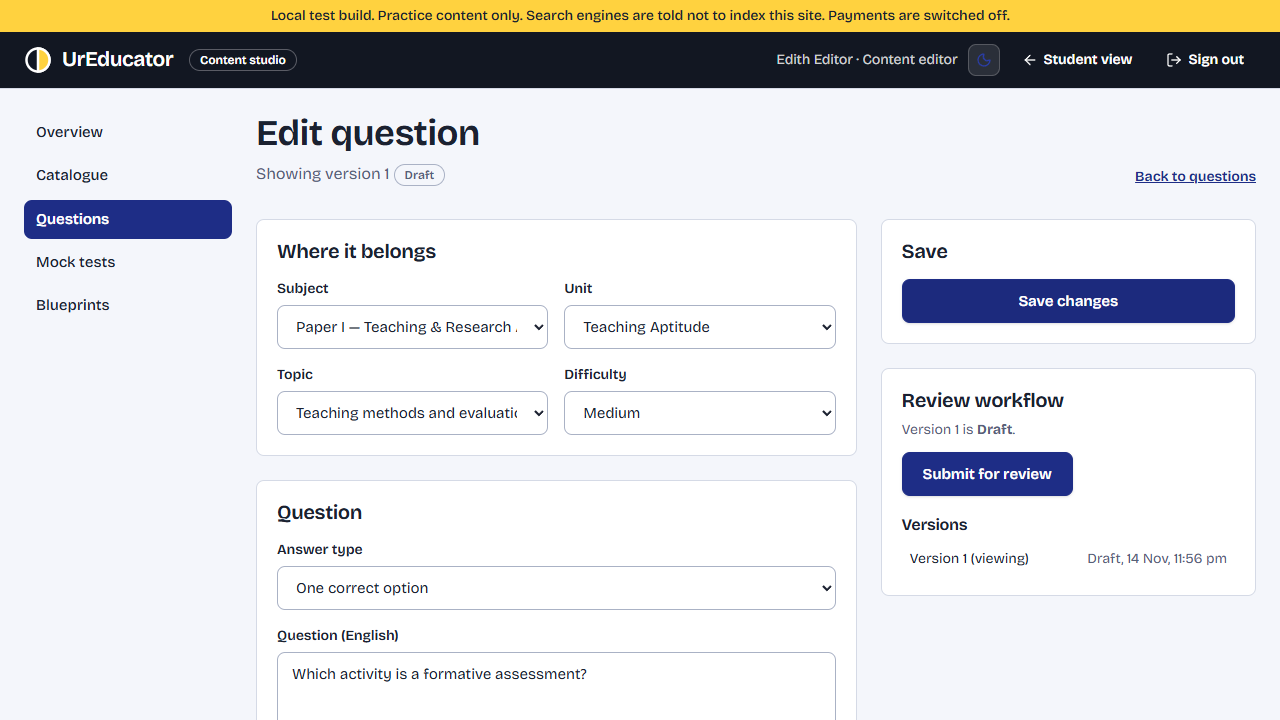 Local test build. Practice content only. Search engines are told not to index this site. Payments are switched off.
UrEducator
Content studio
Edith Editor · Content editor
Student view
Sign out
Overview
Catalogue
Questions
Mock tests
Blueprints
Edit question
Showing version 1 Draft
Back to questions
Where it belongs
Subject
Unit
Paper I — Teaching & Research
Teaching Aptitude
Topic
Difficulty
Teaching methods and
Medium
Question
Answer type
One correct option
Question (English)
Which activity is a formative assessment?
Save
Save changes
Review workflow
Version 1 is Draft.
Submit for review
Versions
Version 1 (viewing)
Draft, 14 Nov, 11:56 pm